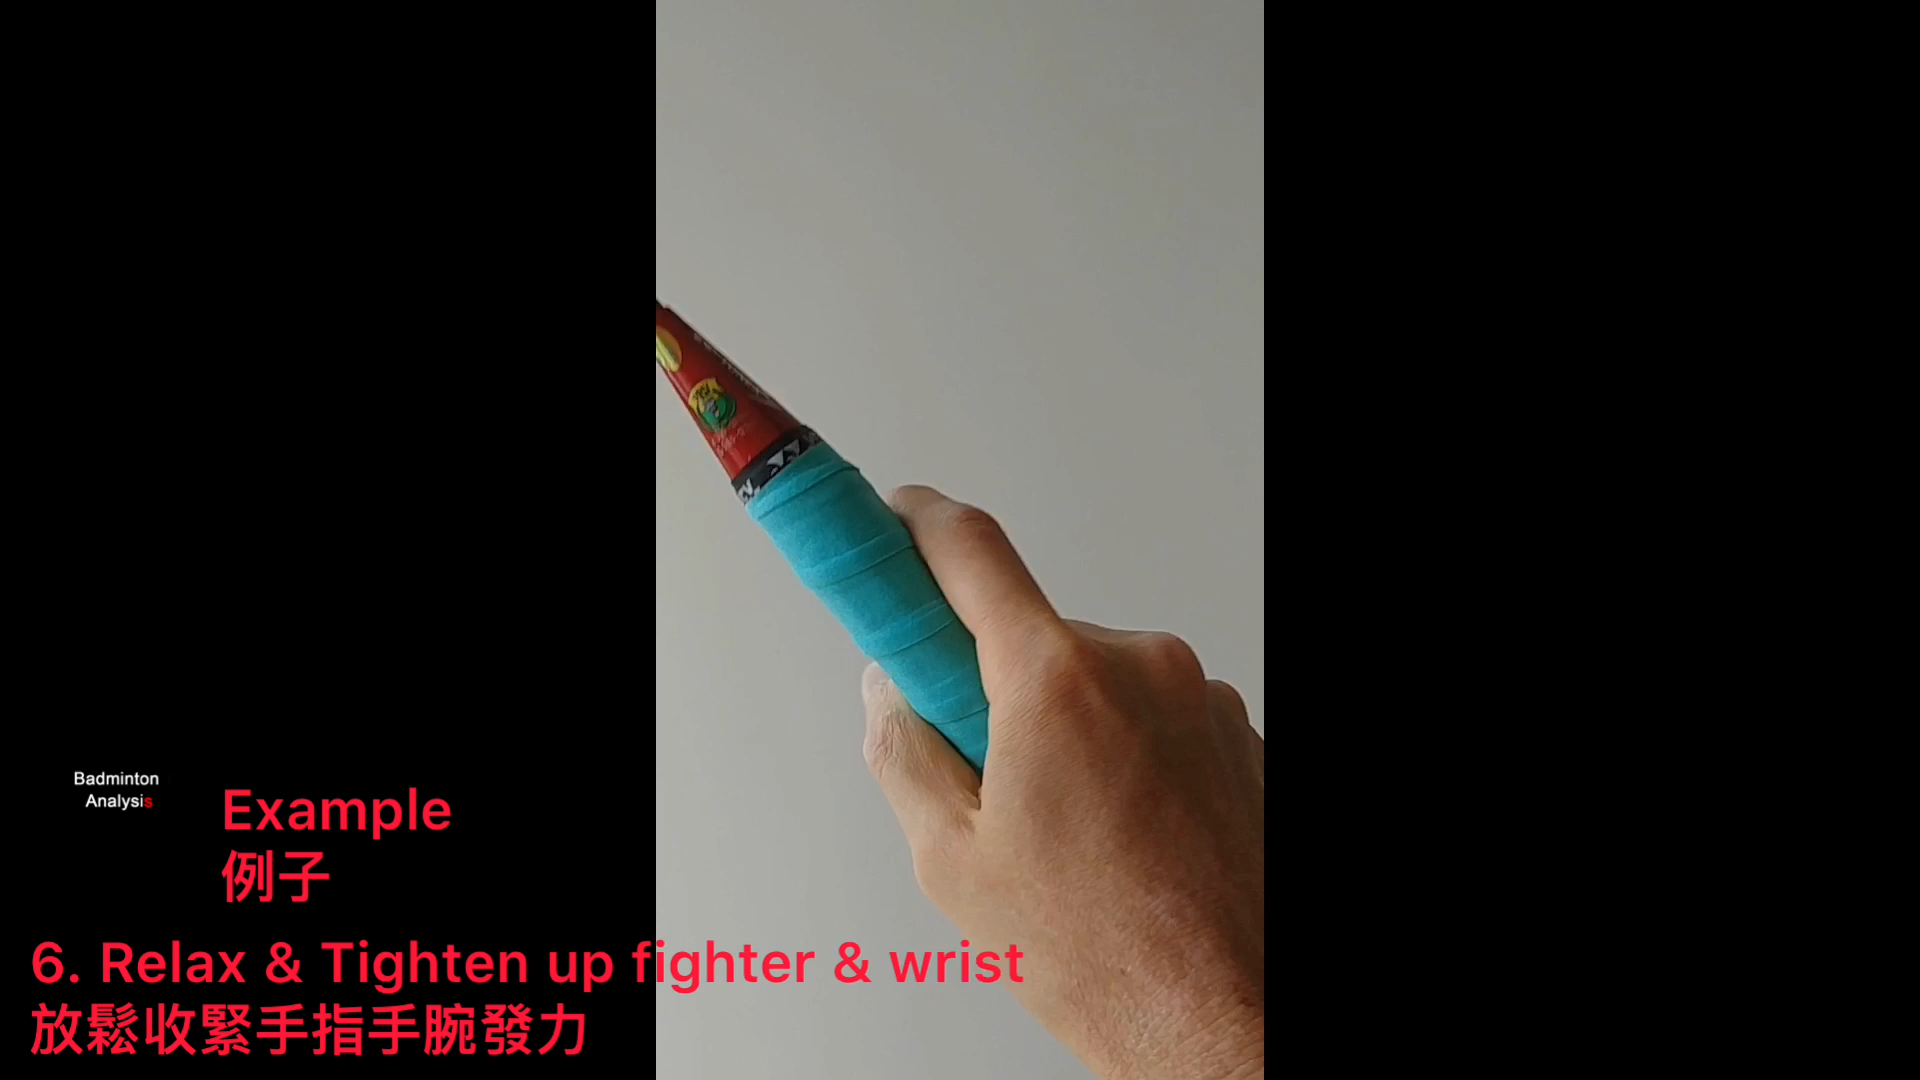 Badminton
Analysis
Example
例子
6. Relax & Tighten up fighter & wrist
放鬆收緊手指手腕發力